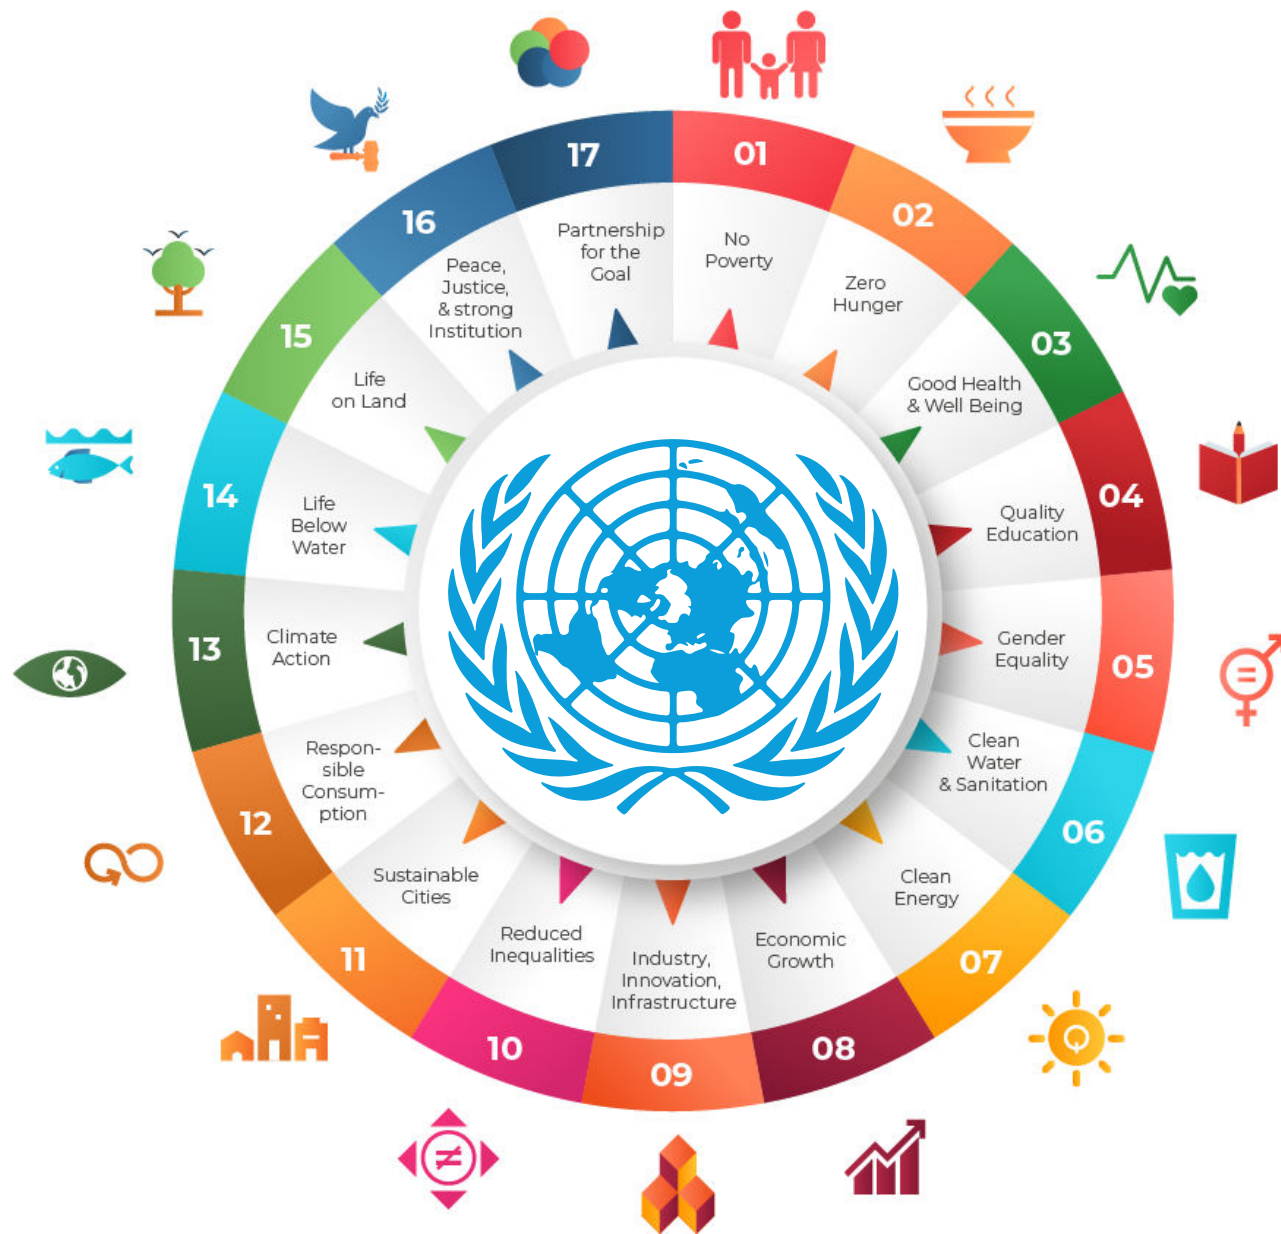 01
No
Poverty
02
Zero
Hunger
03
Good Health
& Well Being
04
Quality
Education
05
Gender
Equality
06
Clean
Water
& Sanitation
07
Clean
Energy
08
Economic
Growth
09
Industry,
Innovation,
Infrastructure
10
Reduced
Inequalities
11
Sustainable
Cities
12
Respon-
sible
Consum-
ption
13
Climate
Action
14
Life
Below
Water
15
Life
on Land
16
Peace,
Justice,
& strong
Institution
17
Partnership
for the
Goal